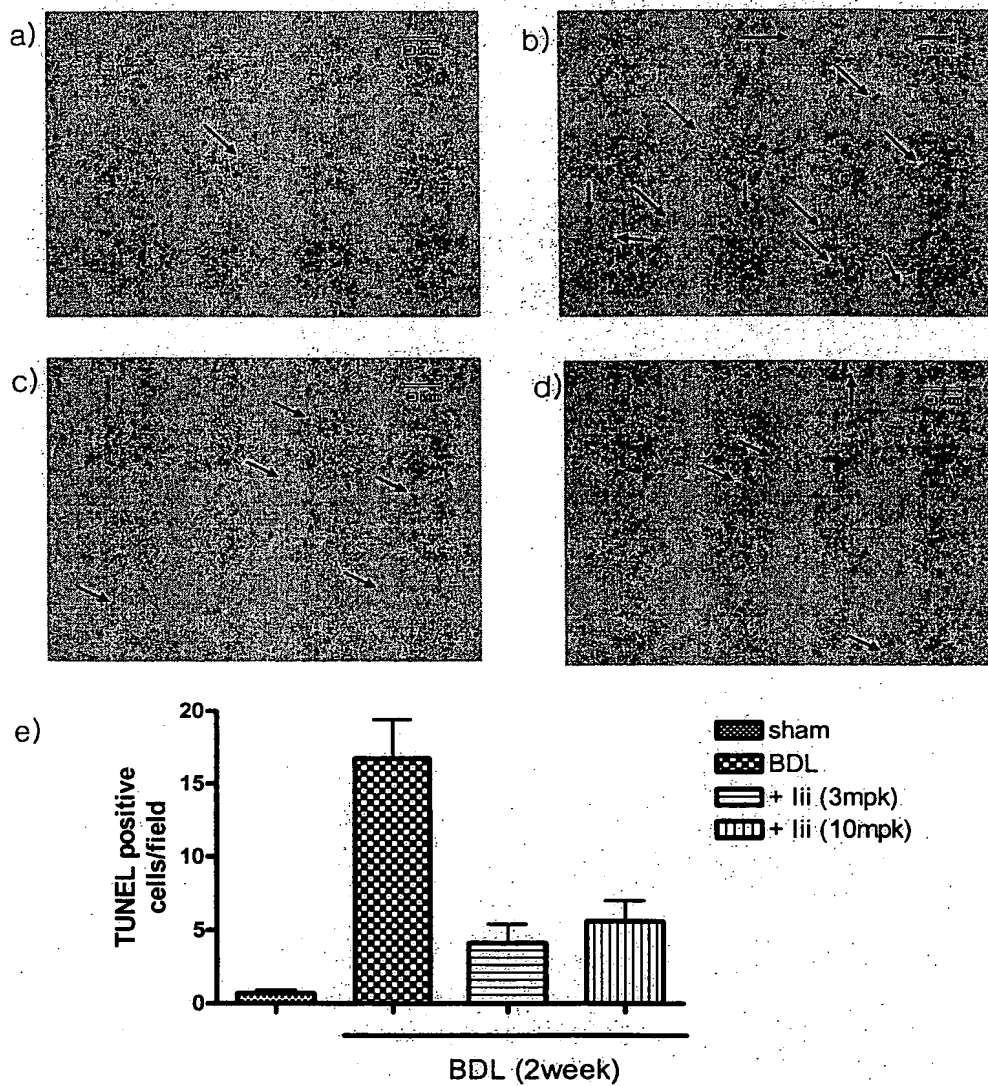 a)
b)
c)
d)
e)
20
15
10
5
0
TUNEL positive
cells/field
sham
BDL
+ Iii (3mpk)
+ Iii (10mpk)
BDL (2week)